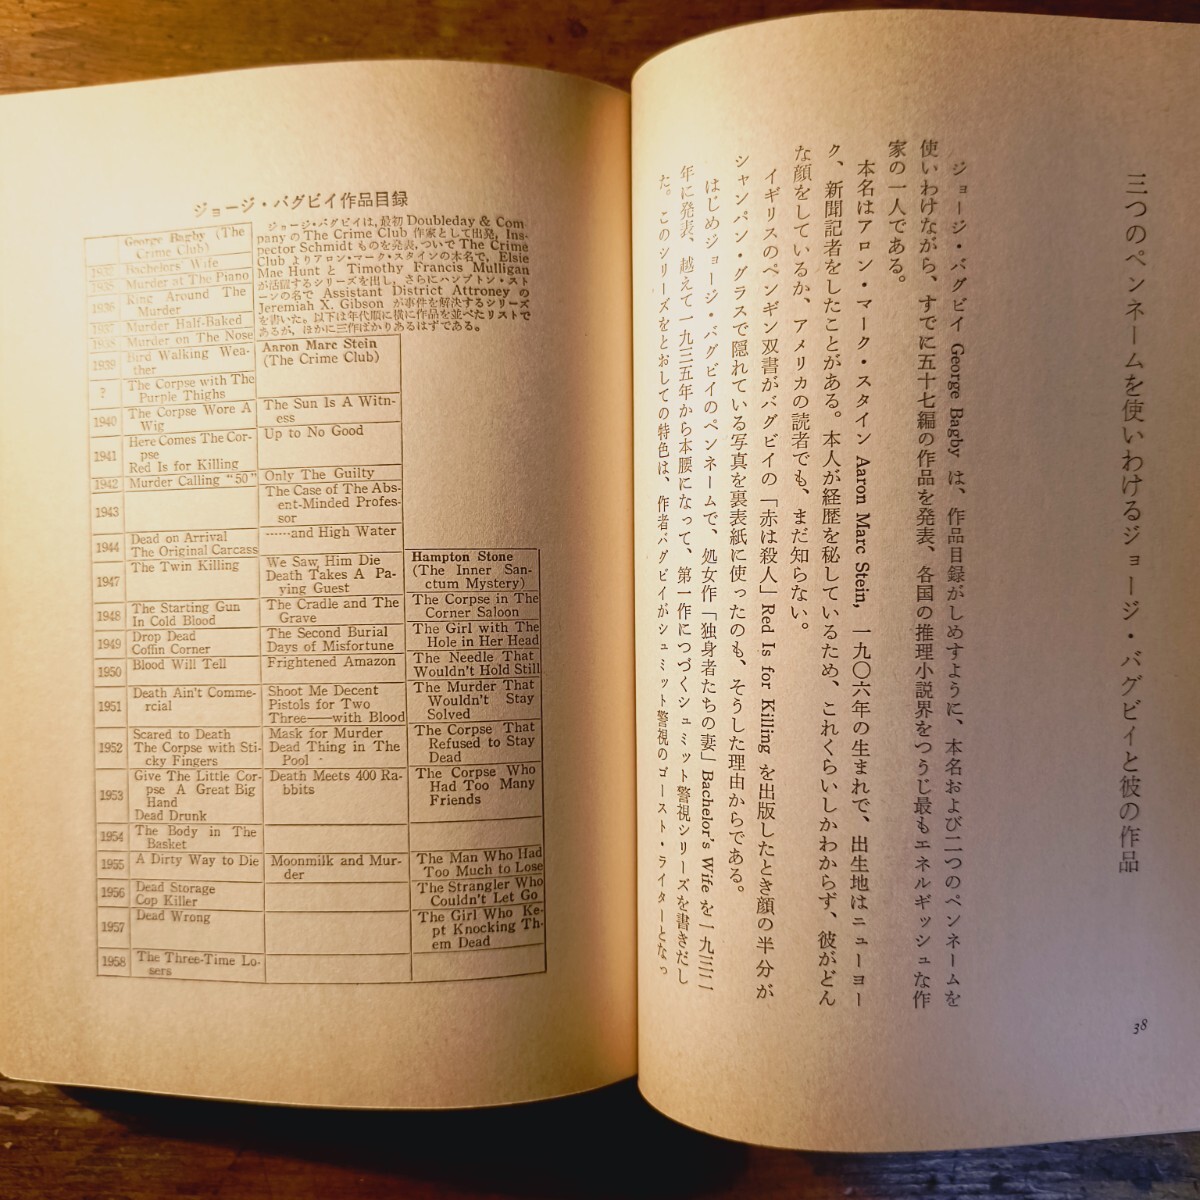 三つのペンネームを使いわけるジョージ・バグビイと彼の作品
ジョージ・バグビイ George Bagby は、作品目録がしめすように、本名および二つのペンネームを
使いわけながら、すでに五十七編の作品を発表、各国の推理小説界をつうじ最もエネルギッシュな作
家の一人である。
本名はアロン・マーク・スタイン Aaron Marc Stein, 一九〇六年の生まれで、出生地はニューヨー
ク、新聞記者をしたことがある。本人が経歴を秘しているため、これくらいしかわからず、彼がどん
な顔をしているか、アメリカの読者でも、まだ知らない。
イギリスのペンギン双書がバグビイの「赤は殺人」Red Is for Killing を出版したとき顔の半分が
シャンパン・グラスで隠れている写真を裏表紙に使ったのも、そうした理由からである。
はじめジョージ・バグビイのペンネームで、処女作「独身者たちの妻」Bachelor's Wife を一九三二
年に発表、越えて一九三五年から本腰になって、第一作につづくシュミット警視シリーズを書きだし
た。このシリーズをとおしての特色は、作者バグビイがシュミット警視のゴースト・ライターとなっ
38
ジョージ・バグビイ作品目録
ジョージ・バグビイは、最初 Doubleday & Com
pany の The Crime Club 作家として出発, Ins
pector Schmidt ものを発表, ついで The Crime
Club よりアロン・マーク・スタインの本名で, Elsie
Mae Hunt と Timothy Francis Mulligan
が活躍するシリーズを出し, さらにハンプトン・スト
ーンの名で Assistant District Attroney の
Jeremiah X. Gibson が事件を解決するシリーズ
を書いた。以下は年代順に横に作品を並べたリストで
あるが, ほかに三作ばかりあるはずである。
George Bagby (The
Crime Club)
1932 Bachelors' Wife
1935 Murder at The Piano
1936 King Around The
Murder
1937 Murder Half-Baked
1938 Murder on The Nose
1939 Bird Walking Wea-
ther
Aaron Marc Stein
(The Crime Club)
? The Corpse with The
Purple Thighs
1940 The Corpse Wore A
Wig
The Sun Is A Witn-
ess
1941 Here Comes The Cor-
pse
Red Is for Killing
Up to No Good
1942 Murder Calling “50”
Only The Guilty
1943
The Case of The Abs-
ent-Minded Profes-
sor
1944 Dead on Arrival
The Original Carcass
……and High Water
1947 The Twin Killing
We Saw Him Die
Death Takes A Pa-
ying Guest
Hampton Stone
(The Inner San-
ctum Mystery)
1948 The Starting Gun
In Cold Blood
The Cradle and The
Grave
The Corpse in The
Corner Saloon
1949 Drop Dead
Coffin Corner
The Second Burial
Days of Misfortune
The Girl with The
Hole in Her Head
1950 Blood Will Tell
Frightened Amazon
The Needle That
Wouldn't Hold Still
1951 Death Ain't Comme-
rcial
Shoot Me Decent
Pistols for Two
Three——with Blood
The Murder That
Wouldn't Stay
Solved
1952 Scared to Death
The Corpse with Sti-
cky Fingers
Mask for Murder
Dead Thing in The
Pool
The Corpse That
Refused to Stay
Dead
1953 Give The Little Cor-
pse A Great Big
Hand
Dead Drunk
Death Meets 400 Ra-
bbits
The Corpse Who
Had Too Many
Friends
1954 The Body in The
Basket
1955 A Dirty Way to Die
Moonmilk and Mur-
der
The Man Who Had
Too Much to Lose
1956 Dead Storage
Cop Killer
The Strangler Who
Couldn't Let Go
1957 Dead Wrong
The Girl Who Ke-
pt Knocking Th-
em Dead
1958 The Three-Time Lo-
sers